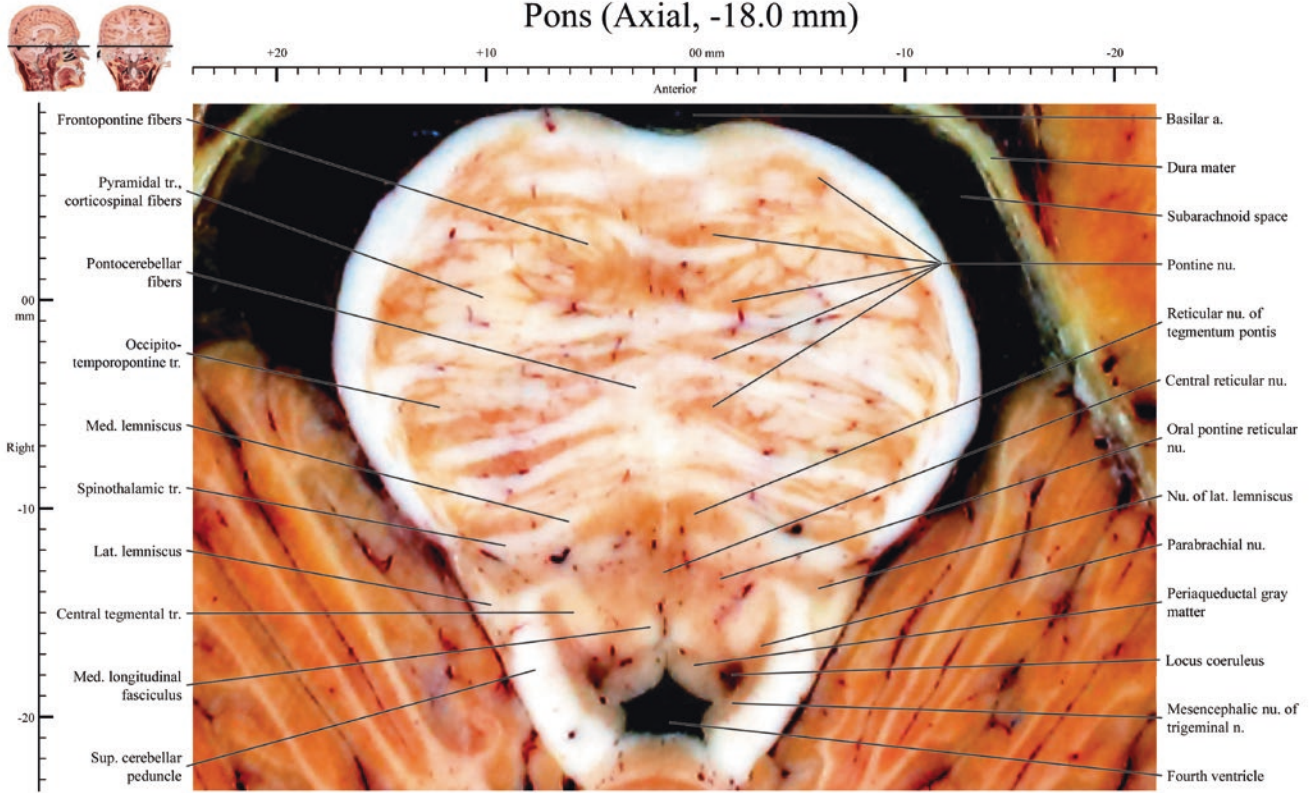 Pons (Axial, -18.0 mm)
+20
+10
00 mm
-10
-20
Anterior
Frontopontine fibers
Pyramidal tr.,
corticospinal fibers
Pontocerebellar
fibers
00
mm
Occipito-
temporopontine tr.
Med. lemniscus
Right
Spinothalamic tr.
-10
Lat. lemniscus
Central tegmental tr.
Med. longitudinal
fasciculus
-20
Sup. cerebellar
peduncle
Basilar a.
Dura mater
Subarachnoid space
Pontine nu.
Reticular nu. of
tegmentum pontis
Central reticular nu.
Oral pontine reticular
nu.
Nu. of lat. lemniscus
Parabrachial nu.
Periaqueductal gray
matter
Locus coeruleus
Mesencephalic nu. of
trigeminal n.
Fourth ventricle